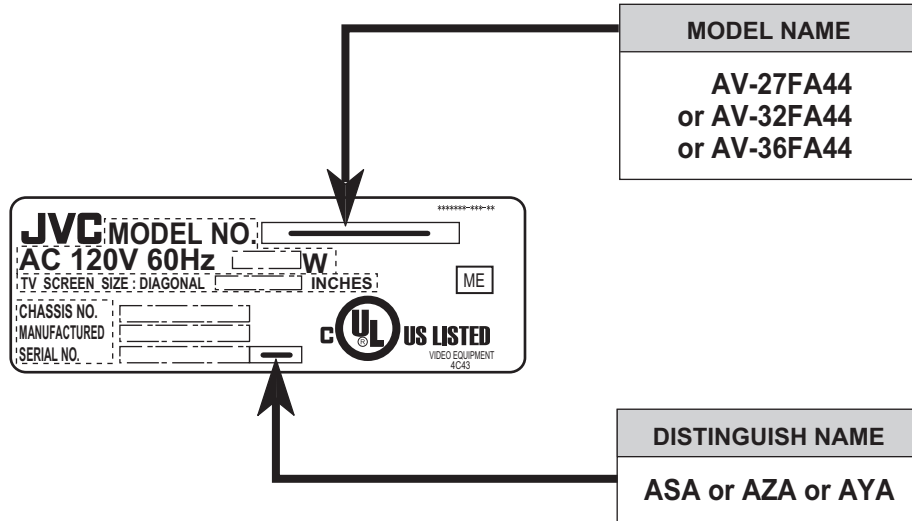 MODEL NAME
AV-27FA44
or AV-32FA44
or AV-36FA44
*******-***-**
JVC MODEL NO.
AC 120V 60Hz W
TV SCREEN SIZE : DIAGONAL INCHES
ME
CHASSIS NO.
MANUFACTURED
SERIAL NO.
C UL ® US LISTED
VIDEO EQUIPMENT
4C43
DISTINGUISH NAME
ASA or AZA or AYA